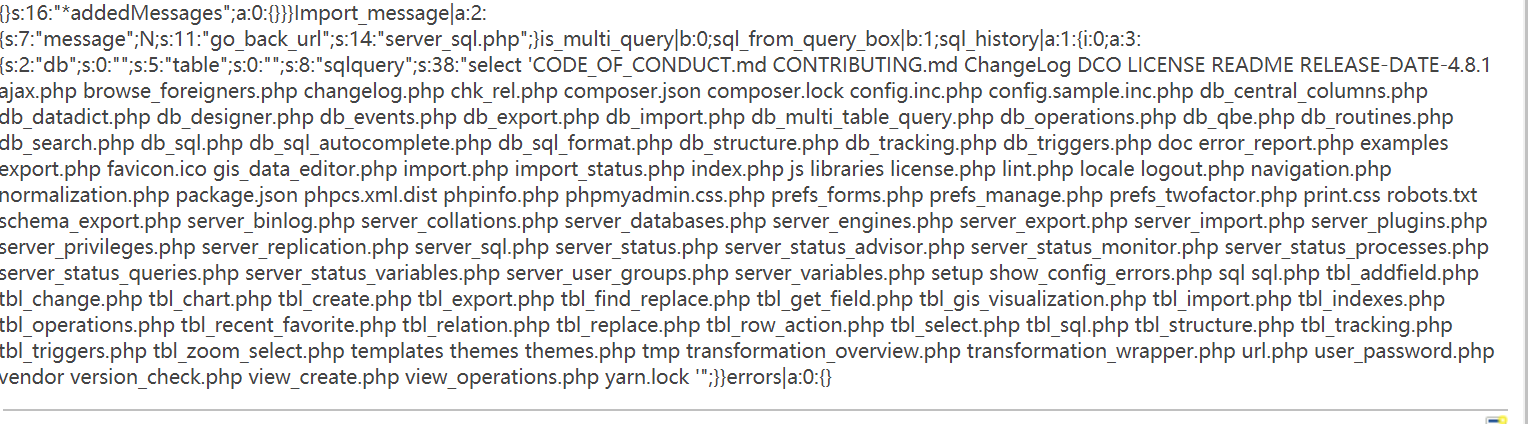 {}s:16:"*addedMessages";a:0:{}}}Import_message|a:2:
{s:7:"message";N;s:11:"go_back_url";s:14:"server_sql.php";}is_multi_query|b:0;sql_from_query_box|b:1;sql_history|a:1:{i:0;a:3:
{s:2:"db";s:0:"";s:5:"table";s:0:"";s:8:"sqlquery";s:38:"select 'CODE_OF_CONDUCT.md CONTRIBUTING.md ChangeLog DCO LICENSE README RELEASE-DATE-4.8.1
ajax.php browse_foreigners.php changelog.php chk_rel.php composer.json composer.lock config.inc.php config.sample.inc.php db_central_columns.php
db_datadict.php db_designer.php db_events.php db_export.php db_import.php db_multi_table_query.php db_operations.php db_qbe.php db_routines.php
db_search.php db_sql.php db_sql_autocomplete.php db_sql_format.php db_structure.php db_tracking.php db_triggers.php doc error_report.php examples
export.php favicon.ico gis_data_editor.php import.php import_status.php index.php js libraries license.php lint.php locale logout.php navigation.php
normalization.php package.json phpcs.xml.dist phpinfo.php phpmyadmin.css.php prefs_forms.php prefs_manage.php prefs_twofactor.php print.css robots.txt
schema_export.php server_binlog.php server_collations.php server_databases.php server_engines.php server_export.php server_import.php server_plugins.php
server_privileges.php server_replication.php server_sql.php server_status.php server_status_advisor.php server_status_monitor.php server_status_processes.php
server_status_queries.php server_status_variables.php server_user_groups.php server_variables.php setup show_config_errors.php sql sql.php tbl_addfield.php
tbl_change.php tbl_chart.php tbl_create.php tbl_export.php tbl_find_replace.php tbl_get_field.php tbl_gis_visualization.php tbl_import.php tbl_indexes.php
tbl_operations.php tbl_recent_favorite.php tbl_relation.php tbl_replace.php tbl_row_action.php tbl_select.php tbl_sql.php tbl_structure.php tbl_tracking.php
tbl_triggers.php tbl_zoom_select.php templates themes themes.php tmp transformation_overview.php transformation_wrapper.php url.php user_password.php
vendor version_check.php view_create.php view_operations.php yarn.lock '";}}errors|a:0:{}